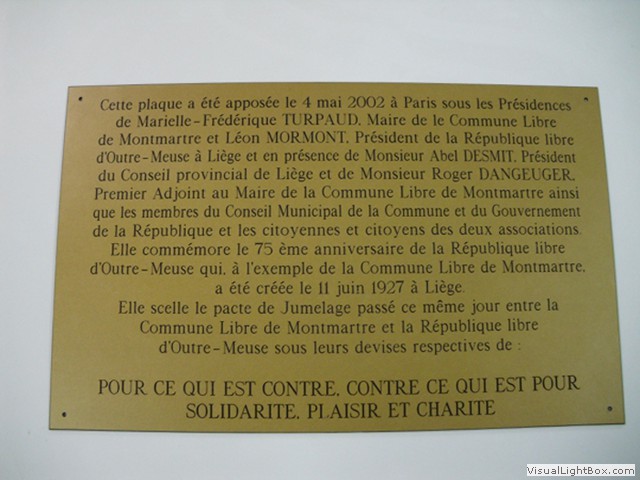 Cette plaque a été apposée le 4 mai 2002 à Paris sous les Présidences
de Marielle-Frédérique TURPAUD, Maire de le Commune Libre
de Montmartre et Léon MORMONT, Président de la République libre
d'Outre-Meuse à Liège et en présence de Monsieur Abel DESMIT, Président
du Conseil provincial de Liège et de Monsieur Roger DANGEUGER,
Premier Adjoint au Maire de la Commune Libre de Montmartre ainsi
que les membres du Conseil Municipal de la Commune et du Gouvernement
de la République et les citoyennes et citoyens des deux associations.
Elle commémore le 75 ème anniversaire de la République libre
d'Outre-Meuse qui, à l'exemple de la Commune Libre de Montmartre,
a été créée le 11 juin 1927 à Liège.
Elle scelle le pacte de Jumelage passé ce même jour entre la
Commune Libre de Montmartre et la République libre
d'Outre-Meuse sous leurs devises respectives de :
POUR CE QUI EST CONTRE, CONTRE CE QUI EST POUR
SOLIDARITE, PLAISIR ET CHARITE
VisualLightBox.com